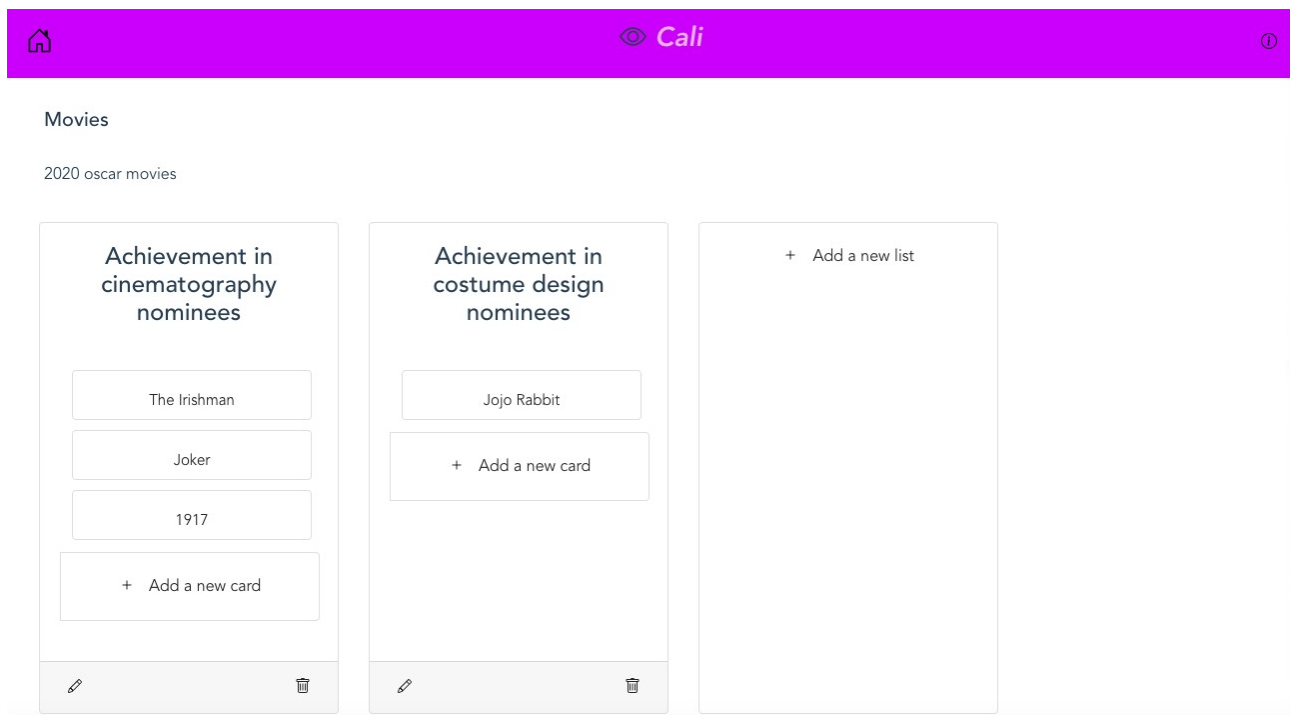 Cali
Movies
2020 oscar movies
Achievement in
cinematography
nominees
The Irishman
Joker
1917
+ Add a new card
Achievement in
costume design
nominees
Jojo Rabbit
+ Add a new card
+ Add a new list